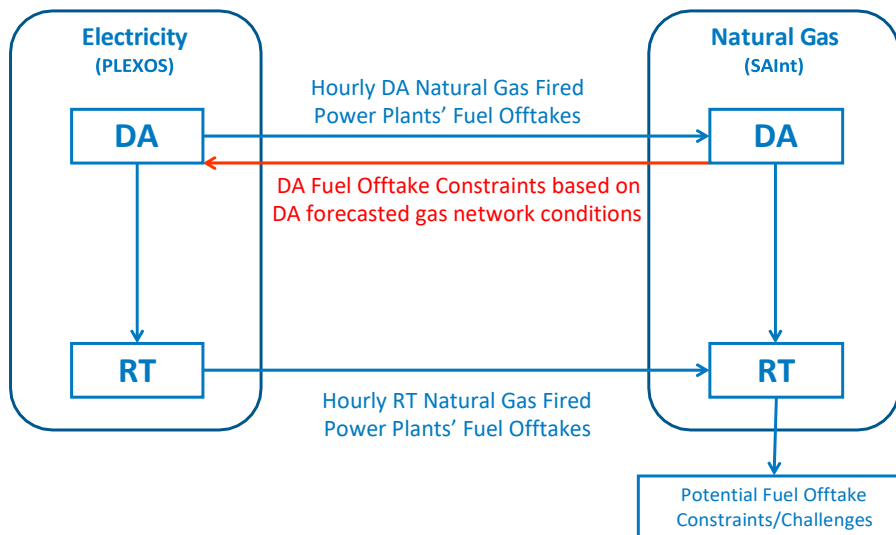 Electricity
(PLEXOS)
Natural Gas
(SAInt)
Hourly DA Natural Gas Fired
Power Plants’ Fuel Offtakes
DA
DA
DA Fuel Offtake Constraints based on
DA forecasted gas network conditions
RT
RT
Hourly RT Natural Gas Fired
Power Plants’ Fuel Offtakes
Potential Fuel Offtake
Constraints/Challenges